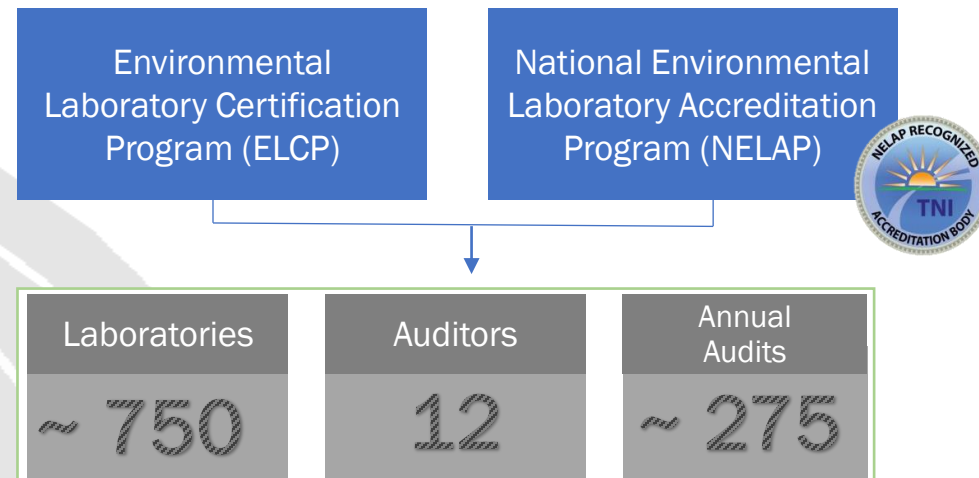 Environmental
Laboratory Certification
Program (ELCP)
National Environmental
Laboratory Accreditation
Program (NELAP)
NELAP RECOGNIZED
TNI
ACCREDITATION BODY
Laboratories
Auditors
Annual
Audits
~ 750
12
~ 275